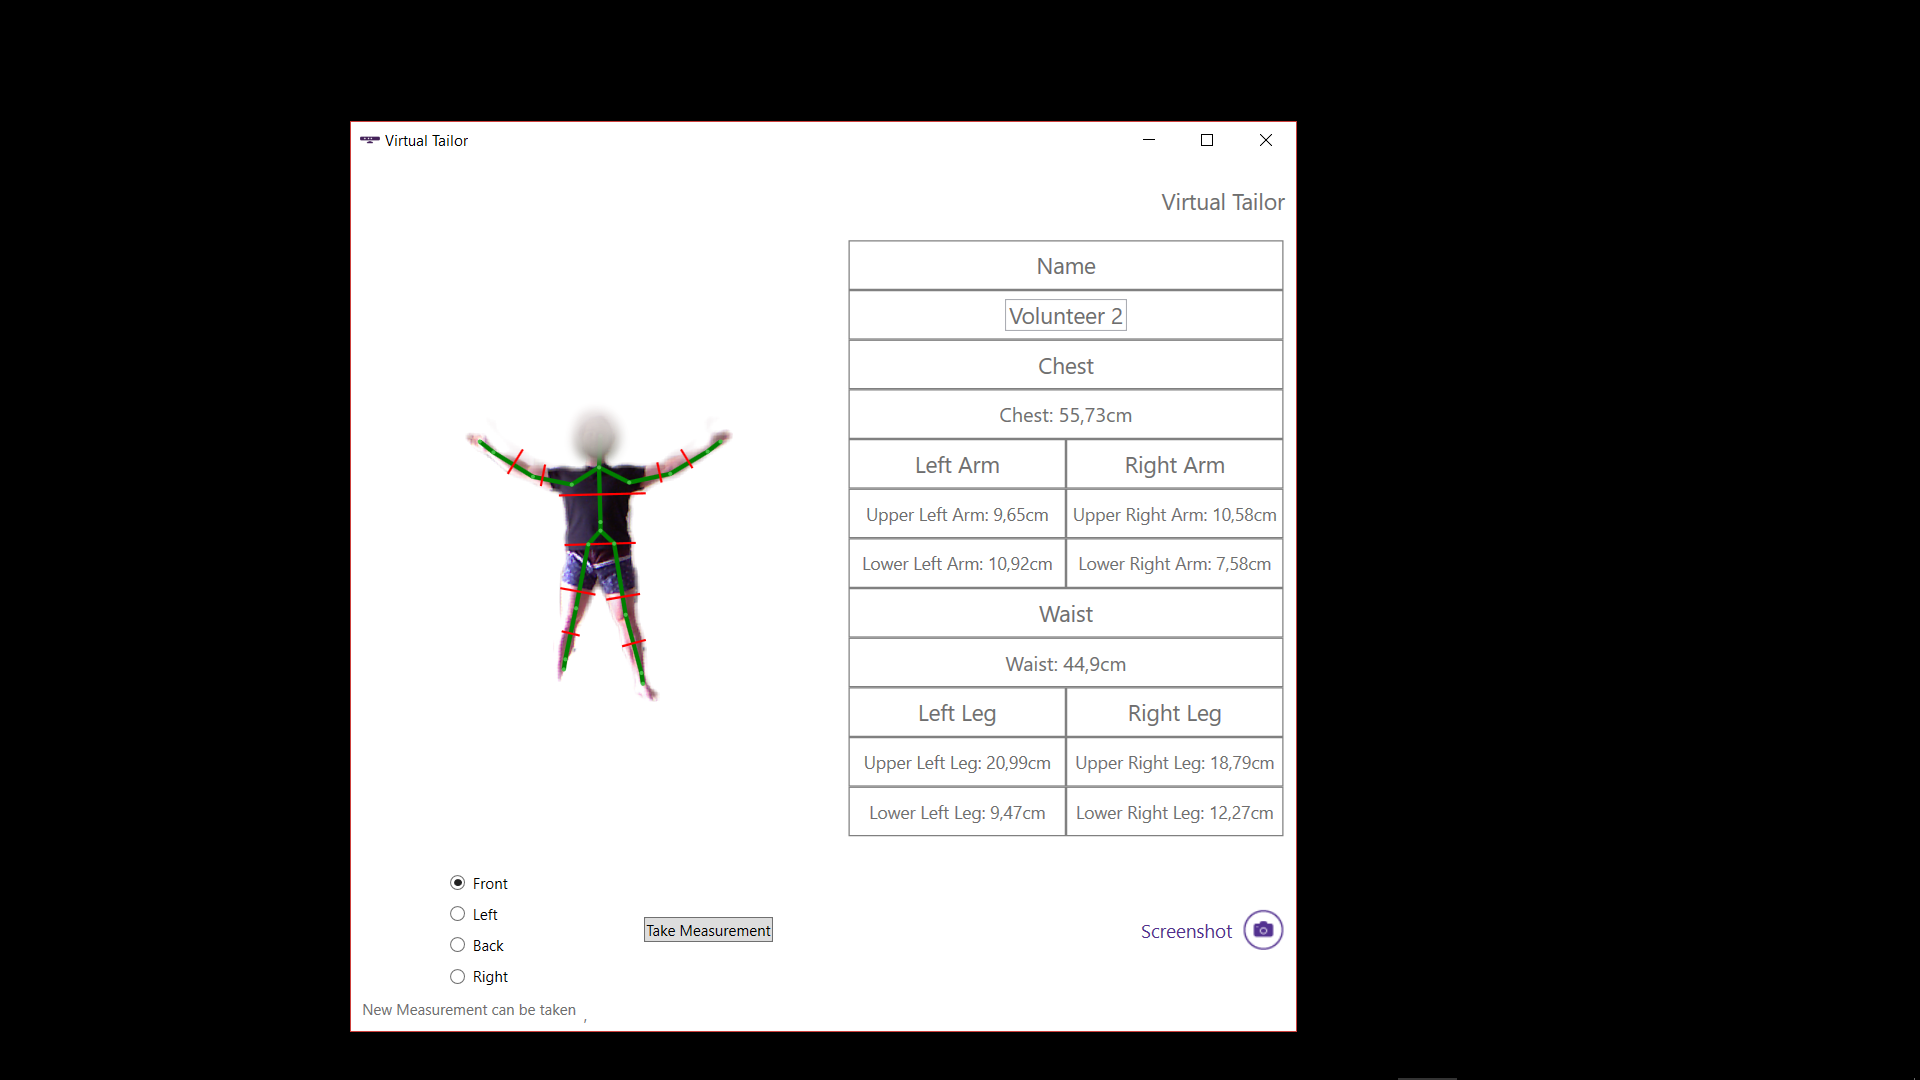 Virtual Tailor
Virtual Tailor
Name
Volunteer 2
Chest
Chest: 55,73cm
Left Arm Right Arm
Upper Left Arm: 9,65cm Upper Right Arm: 10,58cm
Lower Left Arm: 10,92cm Lower Right Arm: 7,58cm
Waist
Waist: 44,9cm
Left Leg Right Leg
Upper Left Leg: 20,99cm Upper Right Leg: 18,79cm
Lower Left Leg: 9,47cm Lower Right Leg: 12,27cm
Front
Left
Back
Right
Take Measurement
Screenshot
New Measurement can be taken ,